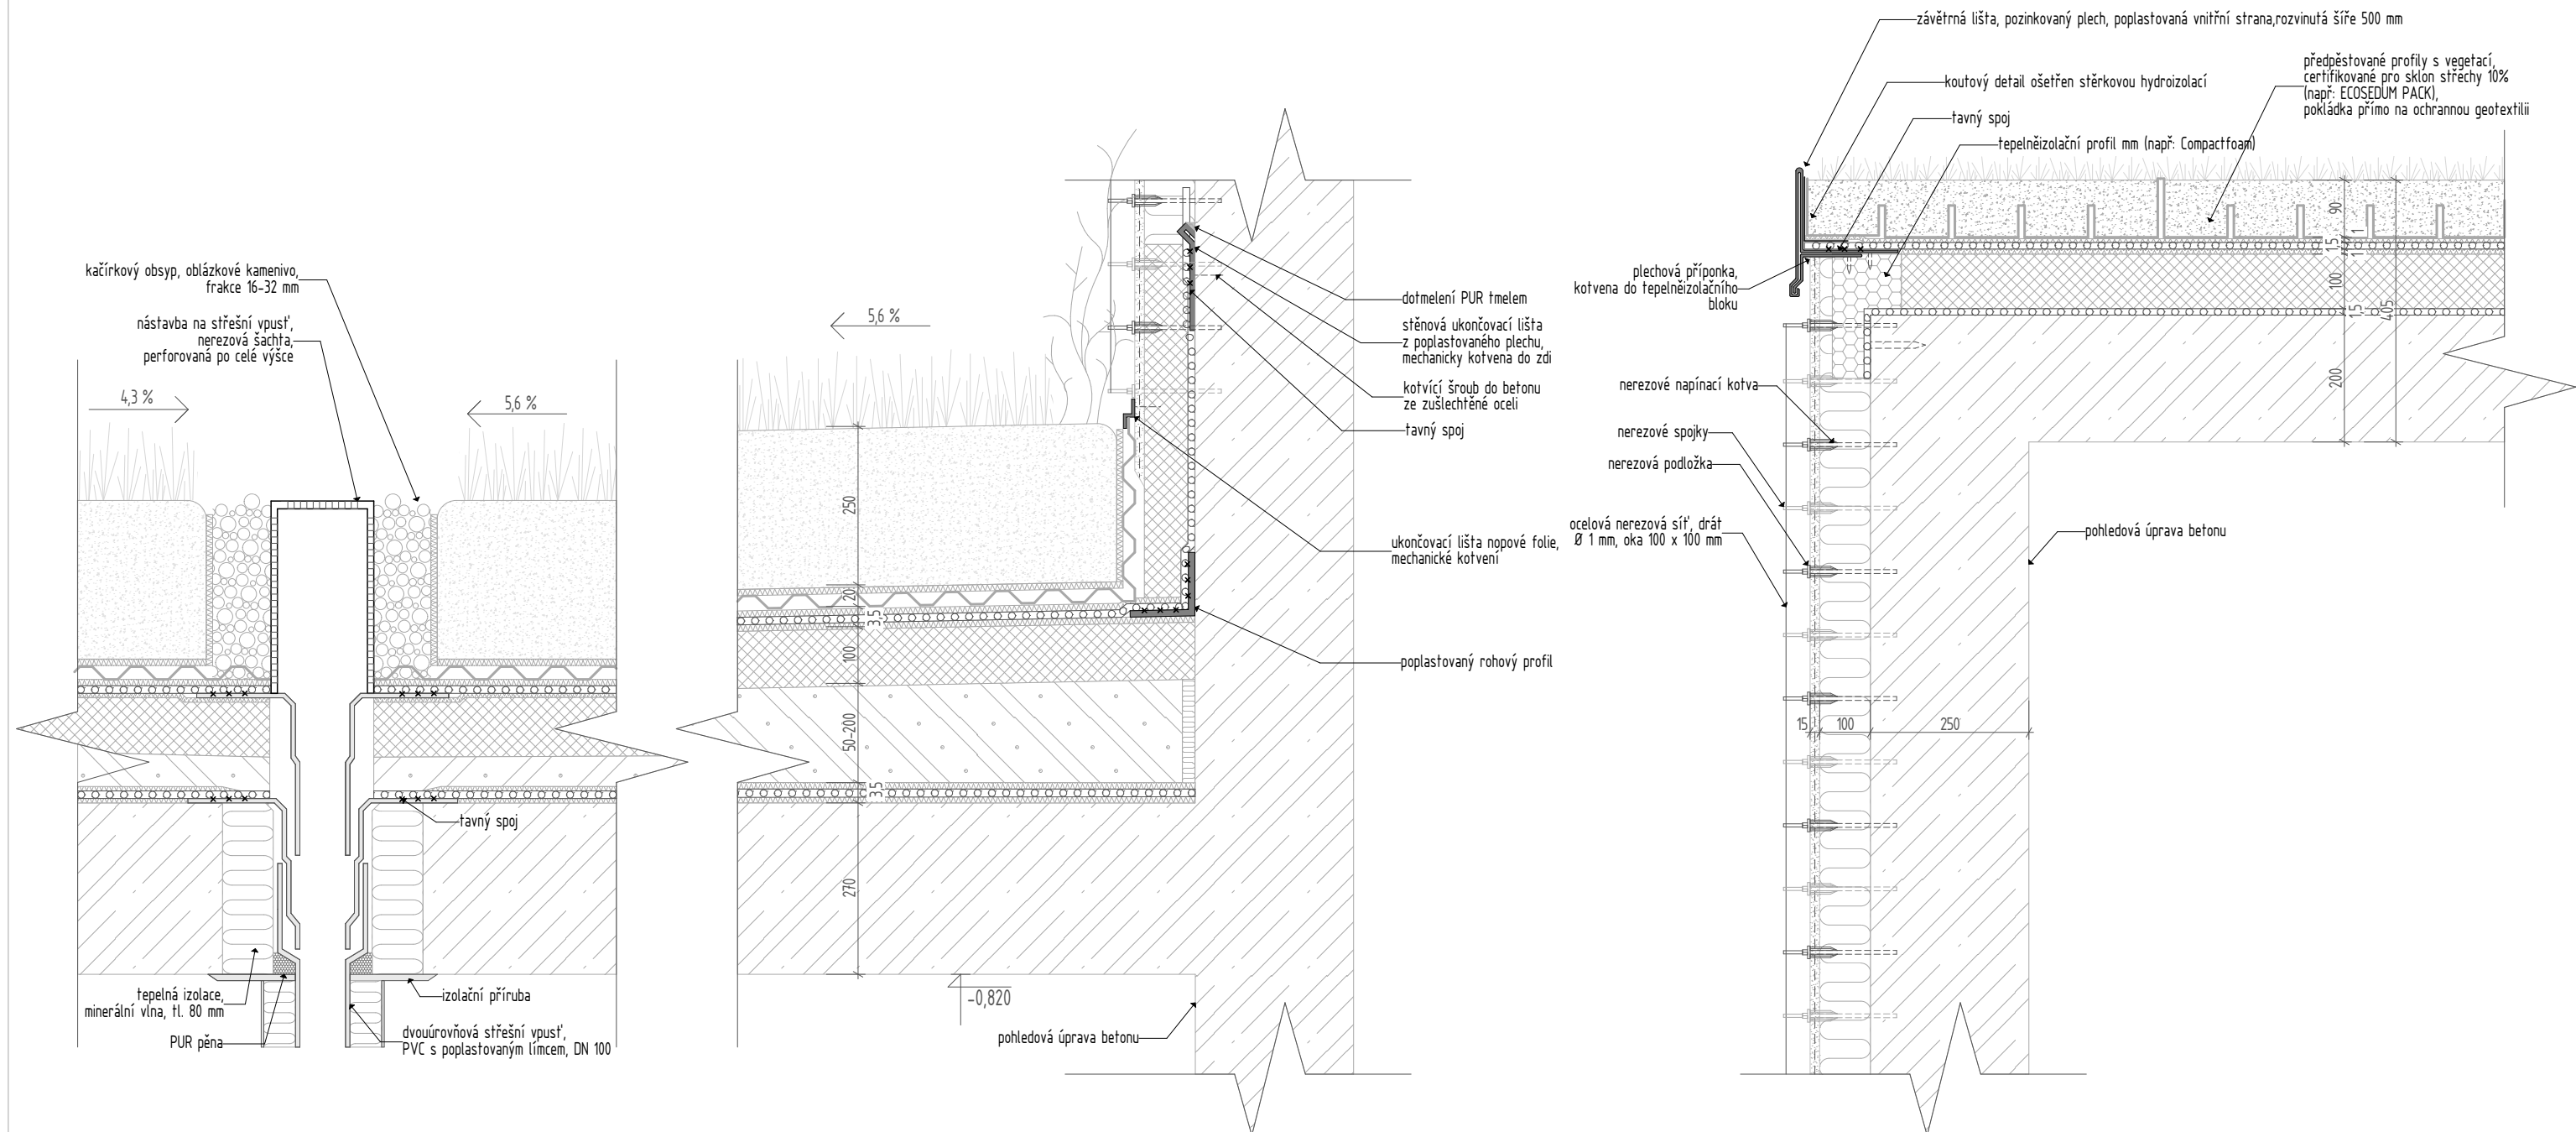 kačírkový obsyp, oblázkové kamenivo,
frakce 16-32 mm
nástavba na střešní vpusť,
nerezová šachta,
perforovaná po celé výšce
4,3 %
5,6 %
tavný spoj
tepelná izolace,
minerální vlna, tl. 80 mm
PUR pěna
izolační příruba
dvouúrovňová střešní vpusť,
PVC s poplastovaným límcem, DN 100
5,6 %
250
20
3,5
100
50-200
3,5
270
-0,820
dotmelení PUR tmelem
stěnová ukončovací lišta
z poplastovaného plechu,
mechanicky kotvena do zdi
kotvící šroub do betonu
ze zušlechtěné oceli
tavný spoj
ukončovací lišta nopové folie,
mechanické kotvení
poplastovaný rohový profil
pohledová úprava betonu
závětrná lišta, pozinkovaný plech, poplastovaná vnitřní strana,rozvinutá šíře 500 mm
koutový detail ošetřen stěrkovou hydroizolací
tavný spoj
tepelněizolační profil mm (např: Compactfoam)
předpěstované profily s vegetací,
certifikované pro sklon střechy 10%
(např: ECOSEDUM PACK),
pokládka přímo na ochrannou geotextilii
plechová příponka,
kotvena do tepelněizolačního
bloku
nerezové napínací kotva
nerezové spojky
nerezová podložka
ocelová nerezová síť, drát
Ø 1 mm, oka 100 x 100 mm
pohledová úprava betonu
90
1
1,5
1
100
1,5
200
405
15
100
250